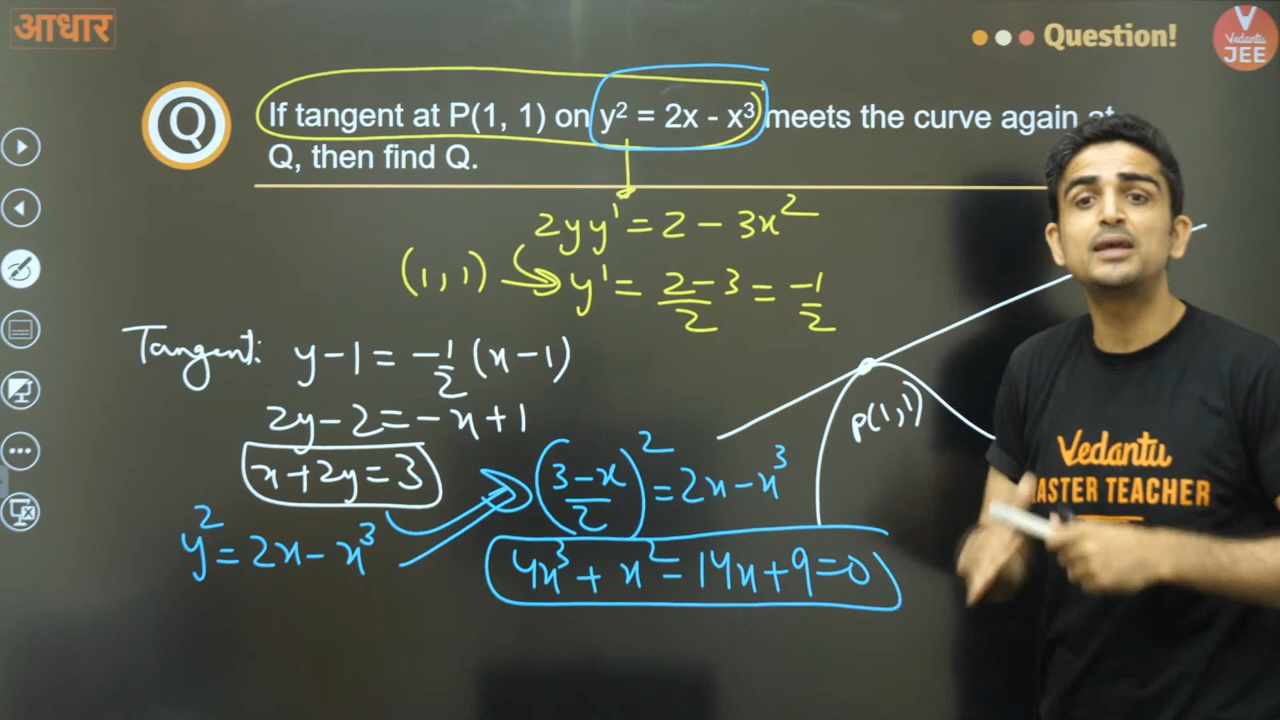 आधार
Question!
Vedantu
JEE
Q
If tangent at P(1, 1) on y² = 2x - x³ meets the curve again at
Q, then find Q.
2yy' = 2 - 3x²
(1,1) y' = 2-3/2 = -1/2
Tangent: y-1 = -1/2 (x-1)
2y-2 = -x+1
x+2y=3
y² = 2x - x³
(3-x/2)² = 2x - x³
4x³ + x² = 14x + 9 = 0
P(1,1)
Vedantu
MASTER TEACHER